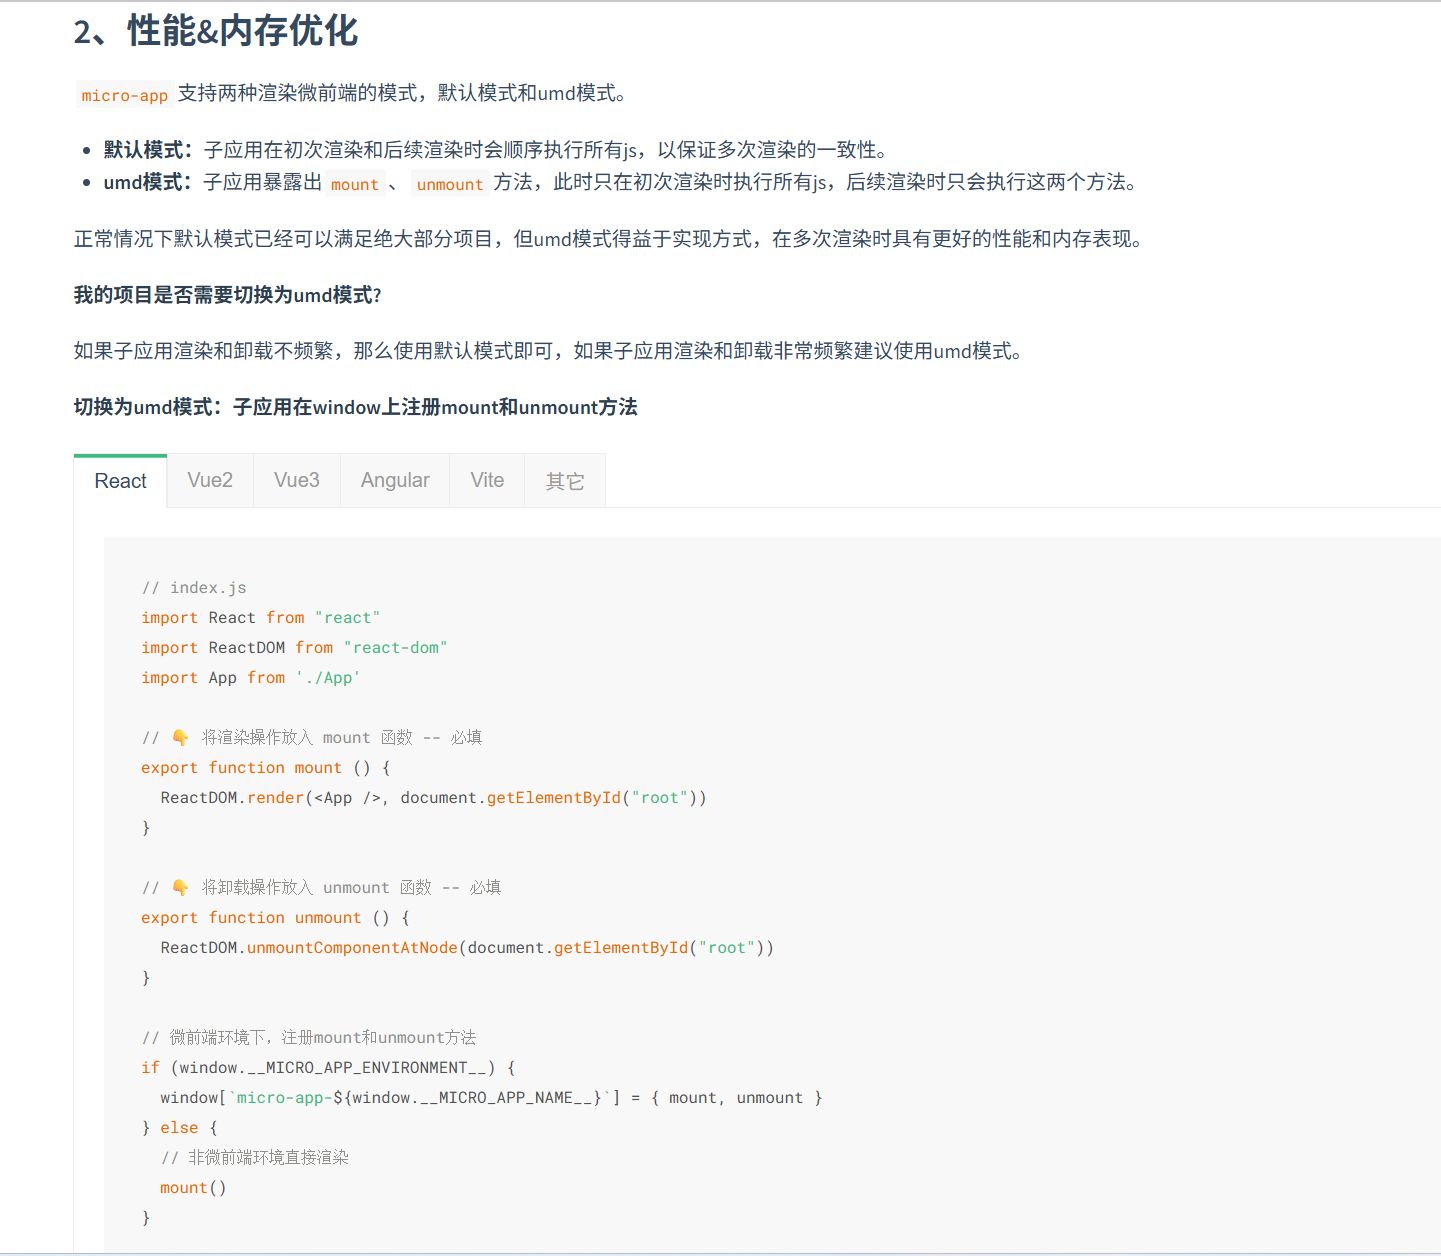 2、性能&内存优化
micro-app 支持两种渲染微前端的模式，默认模式和umd模式。
默认模式：子应用在初次渲染和后续渲染时会顺序执行所有js，以保证多次渲染的一致性。
umd模式：子应用暴露出 mount 、 unmount 方法，此时只在初次渲染时执行所有js，后续渲染时只会执行这两个方法。
正常情况下默认模式已经可以满足绝大部分项目，但umd模式得益于实现方式，在多次渲染时具有更好的性能和内存表现。
我的项目是否需要切换为umd模式?
如果子应用渲染和卸载不频繁，那么使用默认模式即可，如果子应用渲染和卸载非常频繁建议使用umd模式。
切换为umd模式：子应用在window上注册mount和unmount方法
React Vue2 Vue3 Angular Vite 其它
// index.js
import React from "react"
import ReactDOM from "react-dom"
import App from './App'
// 👇 将渲染操作放入 mount 函数 -- 必填
export function mount () {
ReactDOM.render(<App />, document.getElementById("root"))
}
// 👇 将卸载操作放入 unmount 函数 -- 必填
export function unmount () {
ReactDOM.unmountComponentAtNode(document.getElementById("root"))
}
// 微前端环境下，注册mount和unmount方法
if (window.__MICRO_APP_ENVIRONMENT__) {
window[`micro-app-${window.__MICRO_APP_NAME__}`] = { mount, unmount }
} else {
// 非微前端环境直接渲染
mount()
}